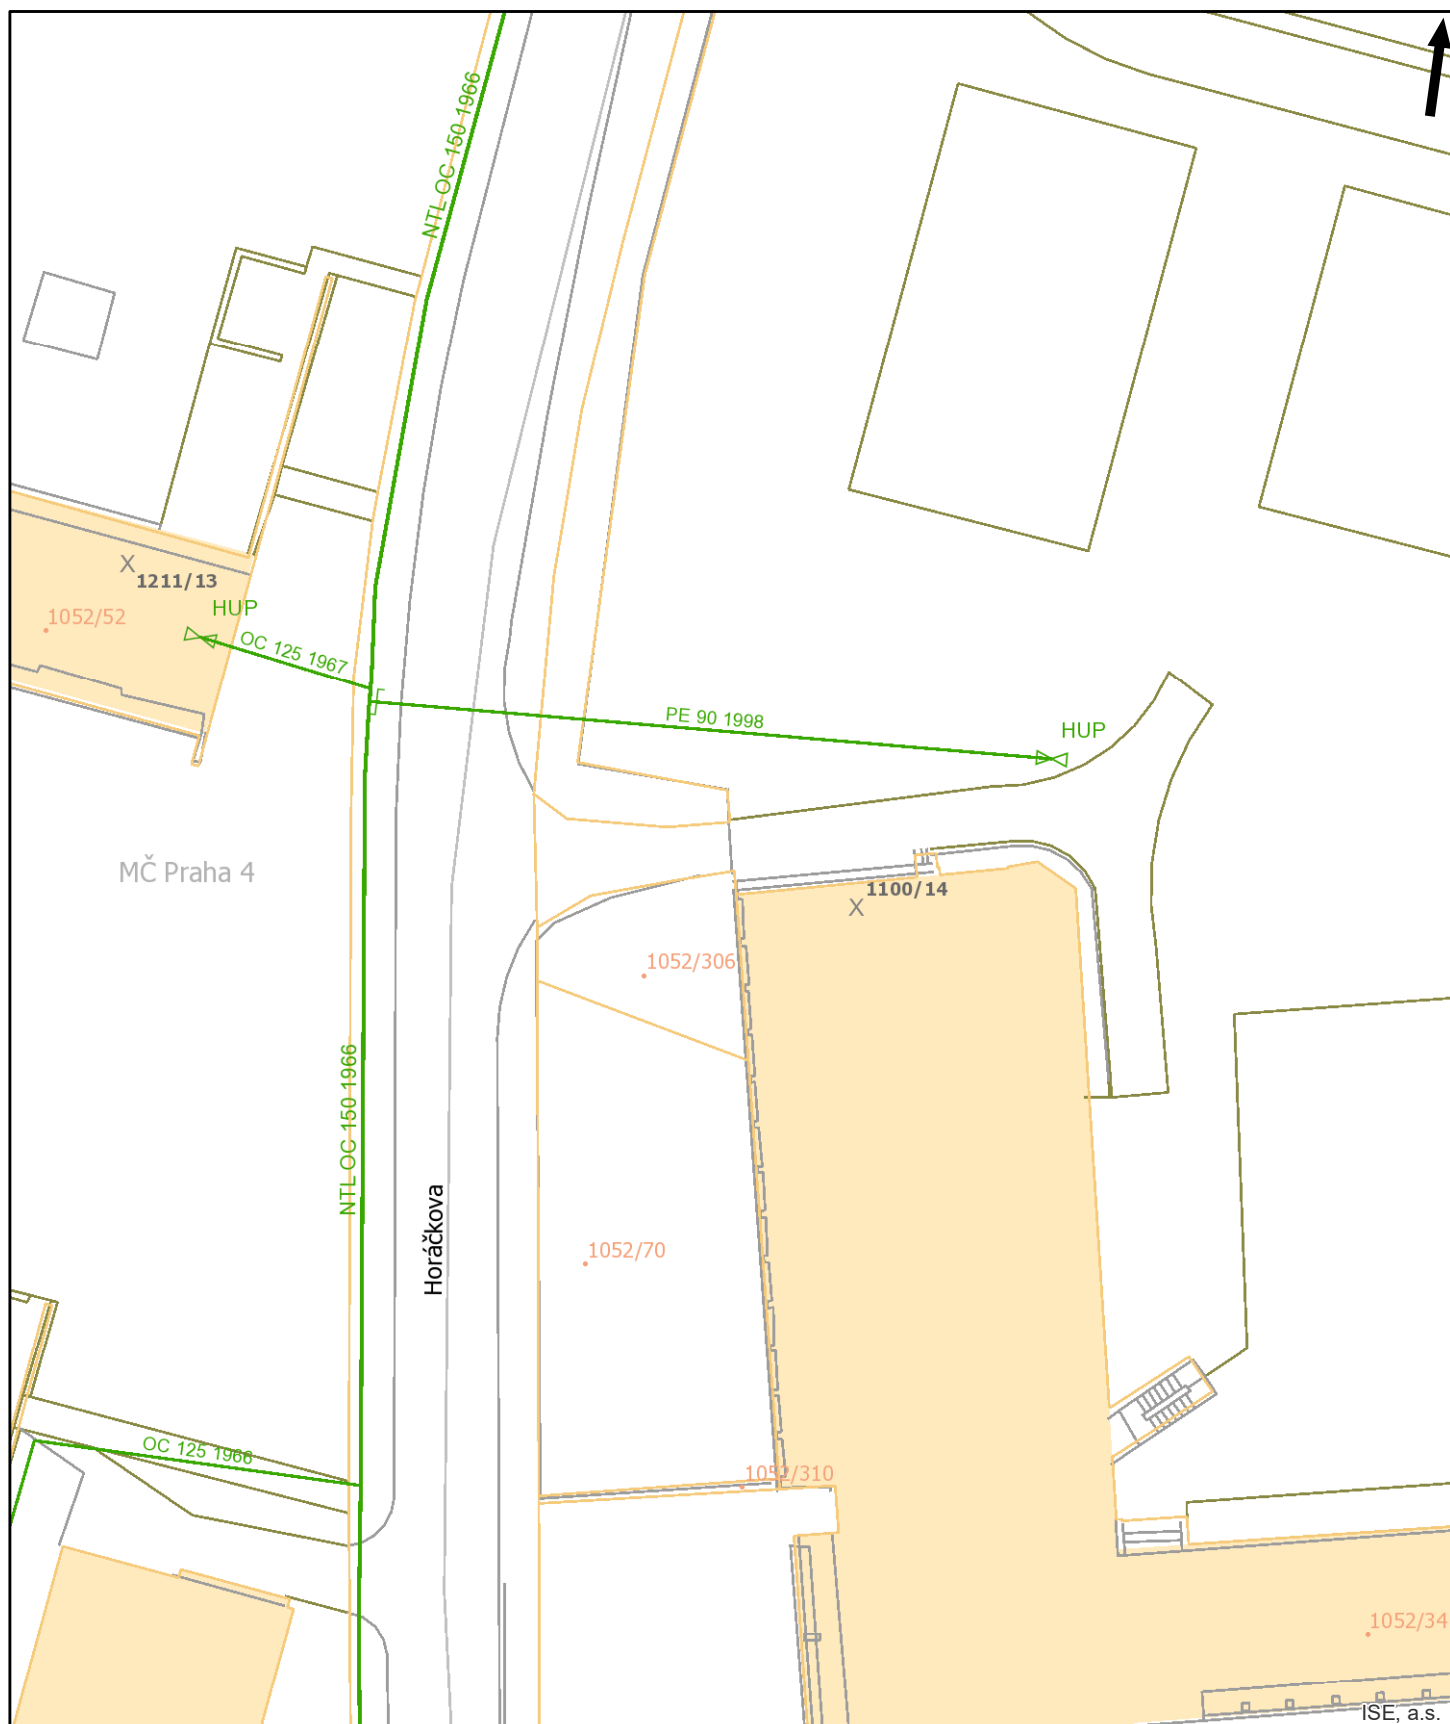 NTL OC 150 1966
X
1211/13
HUP
1052/52
OC 125 1967
PE 90 1998
HUP
MČ Praha 4
1100/14
X
1052/306
NTL OC 150 1966
Horáčkova
1052/70
OC 125 1966
1052/310
1052/34
ISE, a.s.